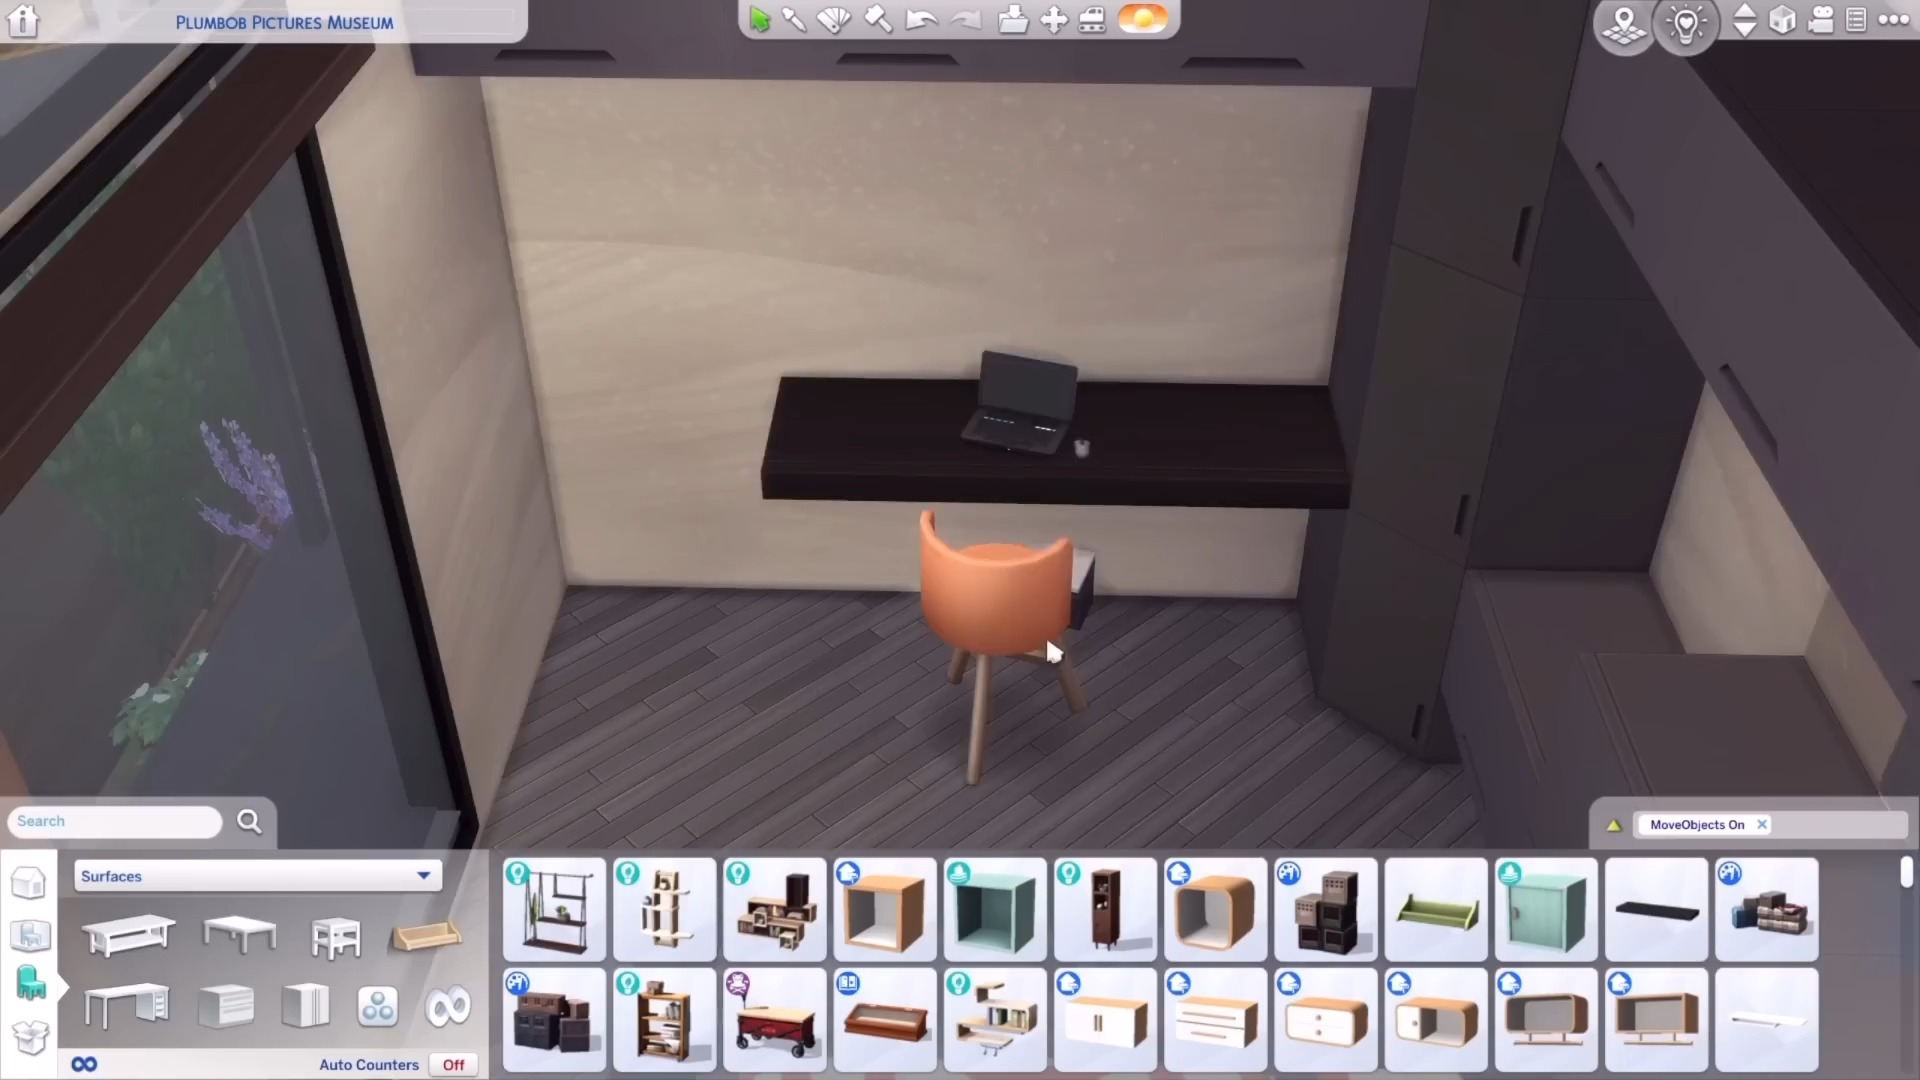 Plumbob Pictures Museum
Search
MoveObjects On
Surfaces
Auto Counters
Off